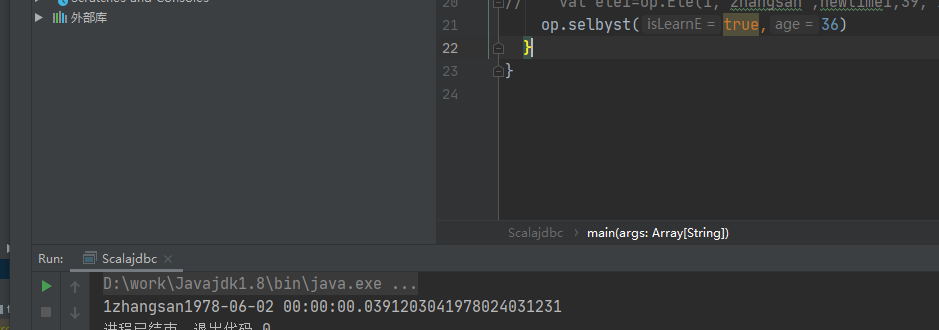 Scratches and Consoles
外部库
20 // val ele1=op.Ele(1,"zhangsan",newtime1,39,
21 op.selbyst( isLearnE = true, age = 36)
22 }
23 }
24
Scalajdbc > main(args: Array[String])
Run: Scalajdbc ×
D:\work\Javajdk1.8\bin\java.exe ...
1zhangsan1978-06-02 00:00:00.0391203041978024031231
进程已结束，退出代码 0